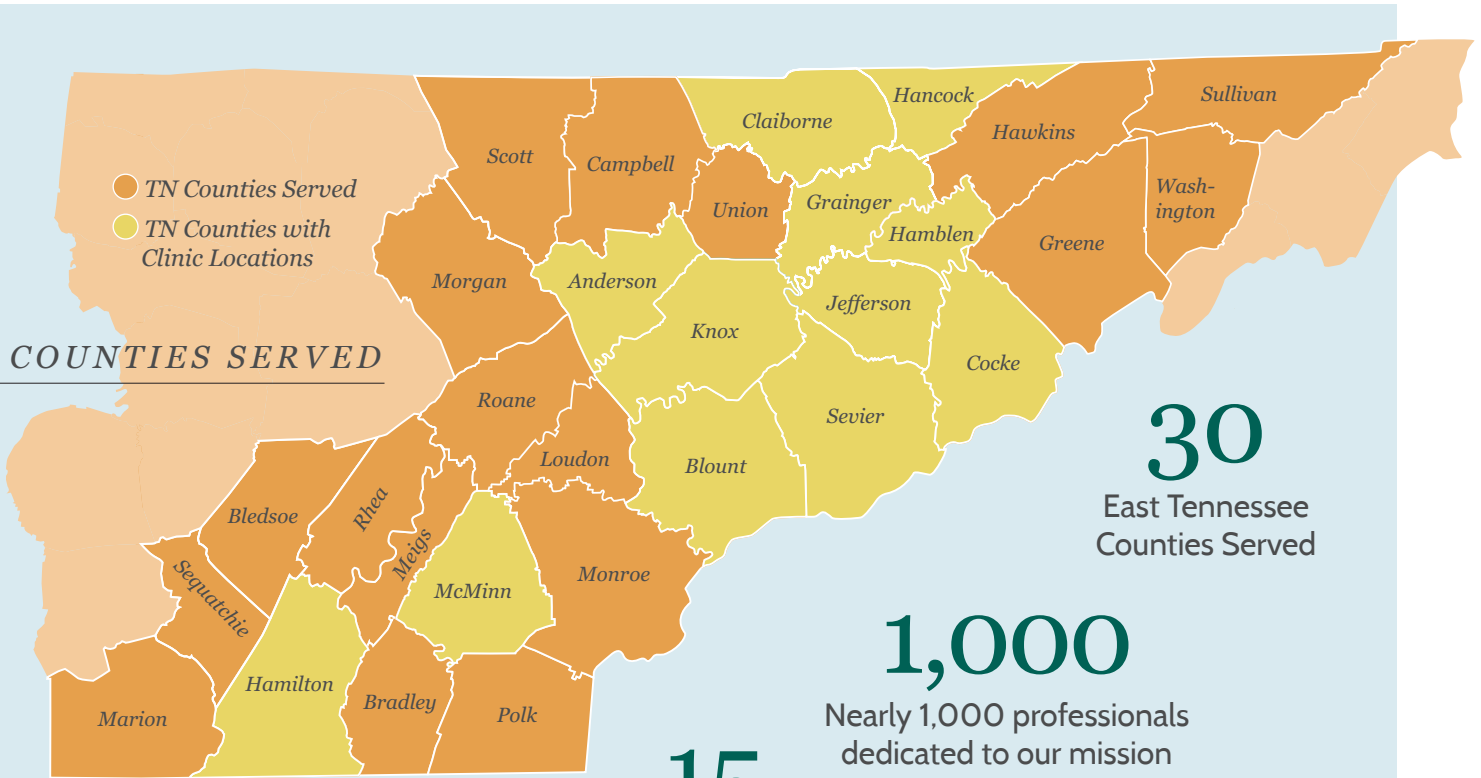 Hancock
Sullivan
Claiborne
Hawkins
Scott
Campbell
TN Counties Served
Wash-
ington
Union
Grainger
TN Counties with
Clinic Locations
Hamblen
Greene
Morgan
Anderson
Jefferson
Knox
COUNTIES SERVED
Cocke
Roane
Sevier
30
East Tennessee
Counties Served
Loudon
Blount
Rhea
Bledsoe
Meigs
Monroe
McMinn
Sequatchie
1,000
Nearly 1,000 professionals
dedicated to our mission
Hamilton
Bradley
Polk
Marion
15